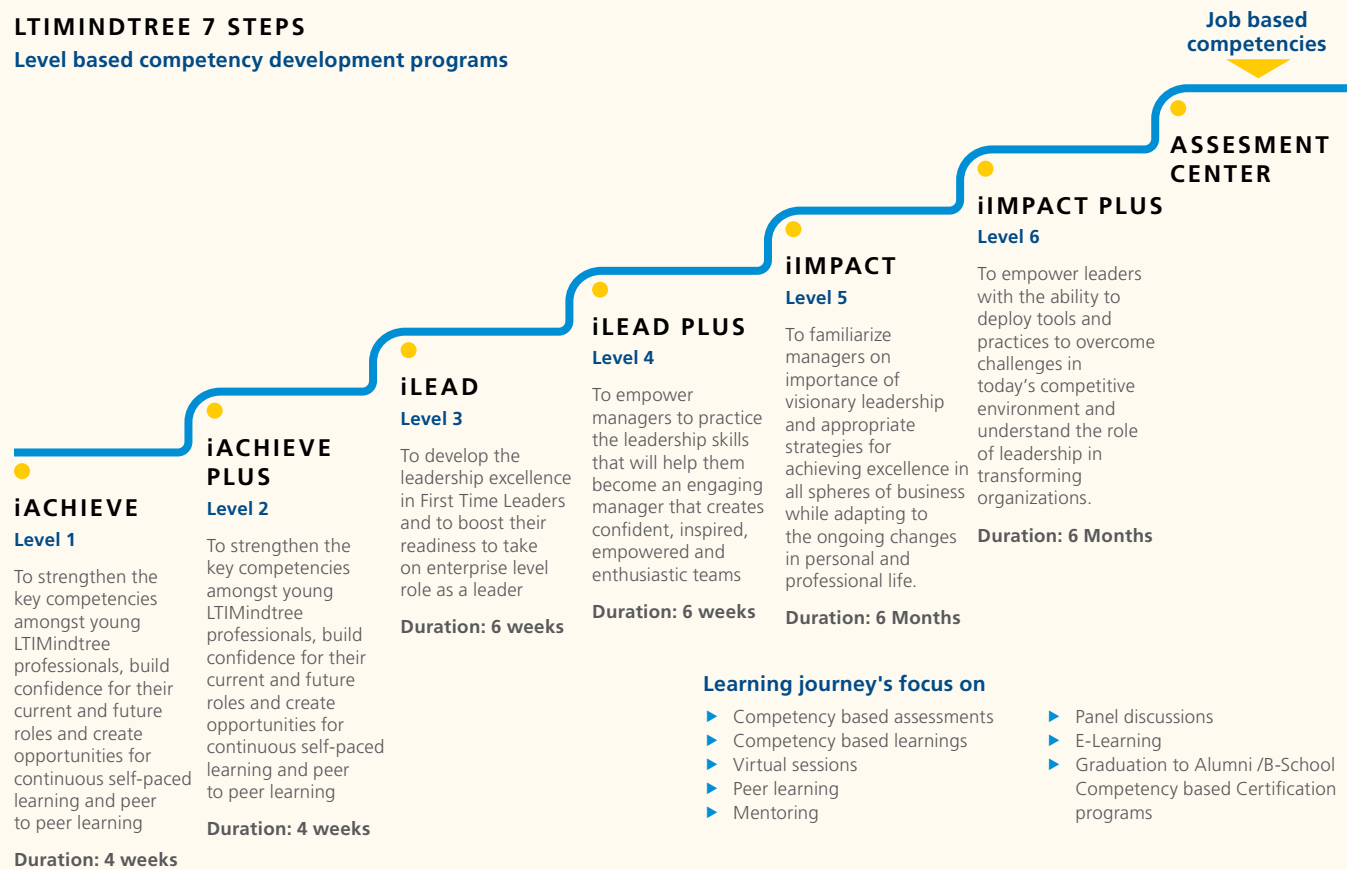 LTIMINDTREE 7 STEPS
Level based competency development programs
Job based
competencies
iACHIEVE
Level 1
To strengthen the
key competencies
amongst young
LTIMindtree
professionals, build
confidence for their
current and future
roles and create
opportunities for
continuous self-paced
learning and peer
to peer learning
Duration: 4 weeks
iACHIEVE
PLUS
Level 2
To strengthen the
key competencies
amongst young
LTIMindtree
professionals, build
confidence for their
current and future
roles and create
opportunities for
continuous self-paced
learning and peer
to peer learning
Duration: 4 weeks
iLEAD
Level 3
To develop the
leadership excellence
in First Time Leaders
and to boost their
readiness to take
on enterprise level
role as a leader
Duration: 6 weeks
iLEAD PLUS
Level 4
To empower
managers to practice
the leadership skills
that will help them
become an engaging
manager that creates
confident, inspired,
empowered and
enthusiastic teams
Duration: 6 weeks
iIMPACT
Level 5
To familiarize
managers on
importance of
visionary leadership
and appropriate
strategies for
achieving excellence in
all spheres of business
while adapting to
the ongoing changes
in personal and
professional life.
Duration: 6 Months
iIMPACT PLUS
Level 6
To empower leaders
with the ability to
deploy tools and
practices to overcome
challenges in
today's competitive
environment and
understand the role
of leadership in
transforming
organizations.
Duration: 6 Months
ASSESMENT
CENTER
Learning journey's focus on
Competency based assessments
Competency based learnings
Virtual sessions
Peer learning
Mentoring
Panel discussions
E-Learning
Graduation to Alumni /B-School
Competency based Certification
programs